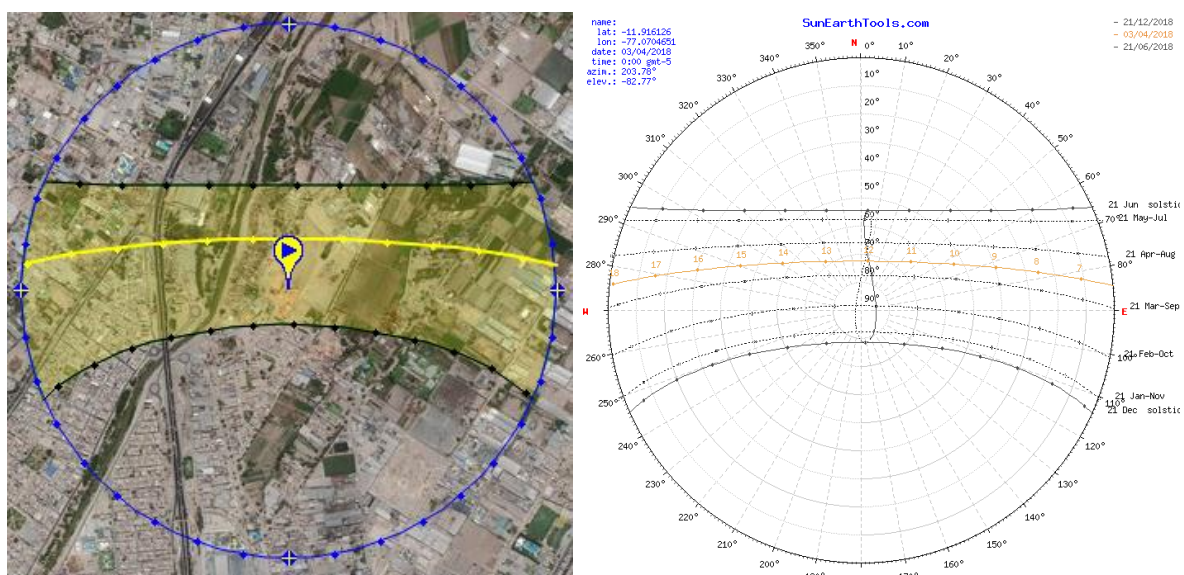 name:
lat: -11.916126
lon: -77.0704651
date: 03/04/2018
time: 0:00 gmt-5
azim.: 203.78°
elev.: -82.77°
SunEarthTools.com
- 21/12/2018
- 03/04/2018
- 21/06/2018
N
350° 0° 10°
340° 20°
330° 30°
320° 40°
310° 50°
300° 60°
290° 70°
280° 80°
W
E
260° 100°
250° 110°
240° 120°
230° 130°
220° 140°
210° 150°
200° 160°
10°
20°
30°
40°
50°
60°
70°
80°
90°
17 16 15 14 13 12 11 10 9 8 7
21 Jun solstic
21 May-Jul
21 Apr-Aug
21 Mar-Sep
21 Feb-Oct
21 Jan-Nov
21 Dec solstic